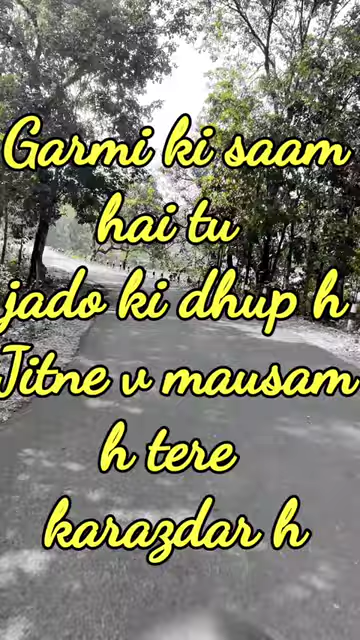 Garmi ki saam
hai tu
jado ki dhup h
Jitne v mausam
h tere
karazdar h